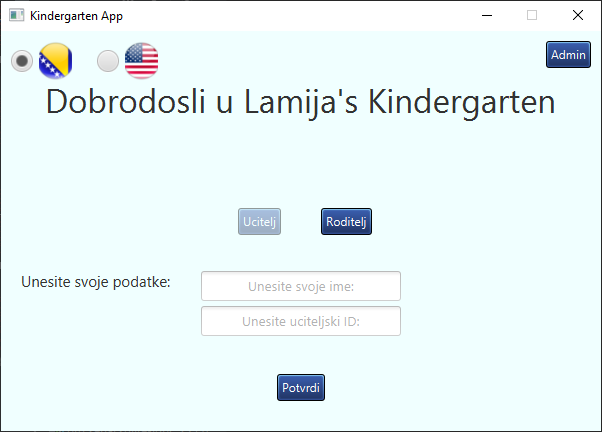 Kindergarten App
Admin
Dobrodosli u Lamija's Kindergarten
Ucitelj
Roditelj
Unesite svoje podatke:
Unesite svoje ime:
Unesite uciteljski ID:
Potvrdi